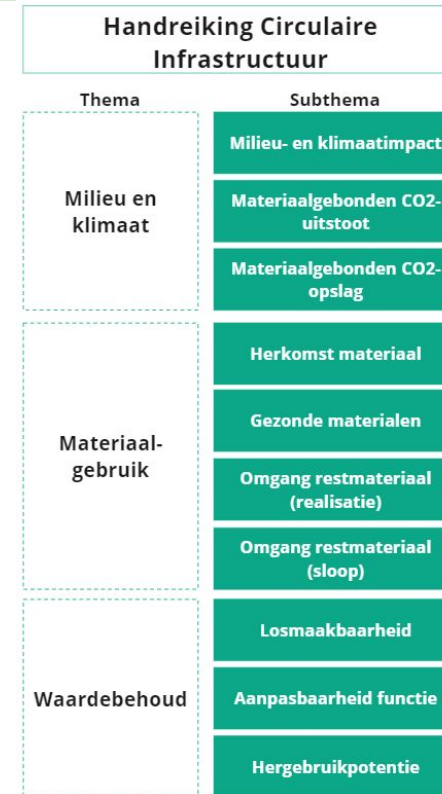 Handreiking Circulaire
Infrastructuur
Thema
Subthema
Milieu en
klimaat
Milieu- en klimaatimpact
Materiaalgebonden CO2-
uitstoot
Materiaalgebonden CO2-
opslag
Materiaal-
gebruik
Herkomst materiaal
Gezonde materialen
Omgang restmateriaal
(realisatie)
Omgang restmateriaal
(sloop)
Waardebehoud
Losmaakbaarheid
Aanpasbaarheid functie
Hergebruikpotentie